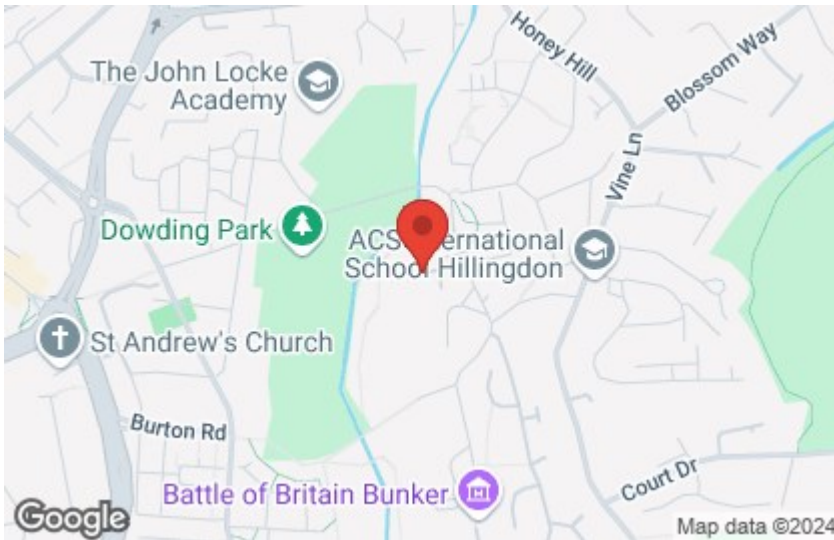 Honey Hill
Blossom Way
The John Locke
Academy
Vine Ln
Dowding Park
ACS International
School Hillingdon
St Andrew's Church
Burton Rd
Court Dr
Battle of Britain Bunker
Google
Map data ©2024